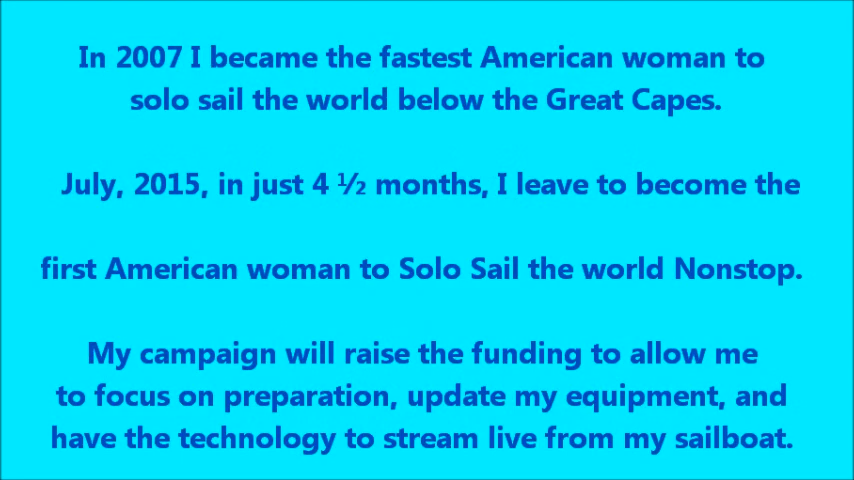 In 2007 I became the fastest American woman to
solo sail the world below the Great Capes.
July, 2015, in just 4 ½ months, I leave to become the
first American woman to Solo Sail the world Nonstop.
My campaign will raise the funding to allow me
to focus on preparation, update my equipment, and
have the technology to stream live from my sailboat.